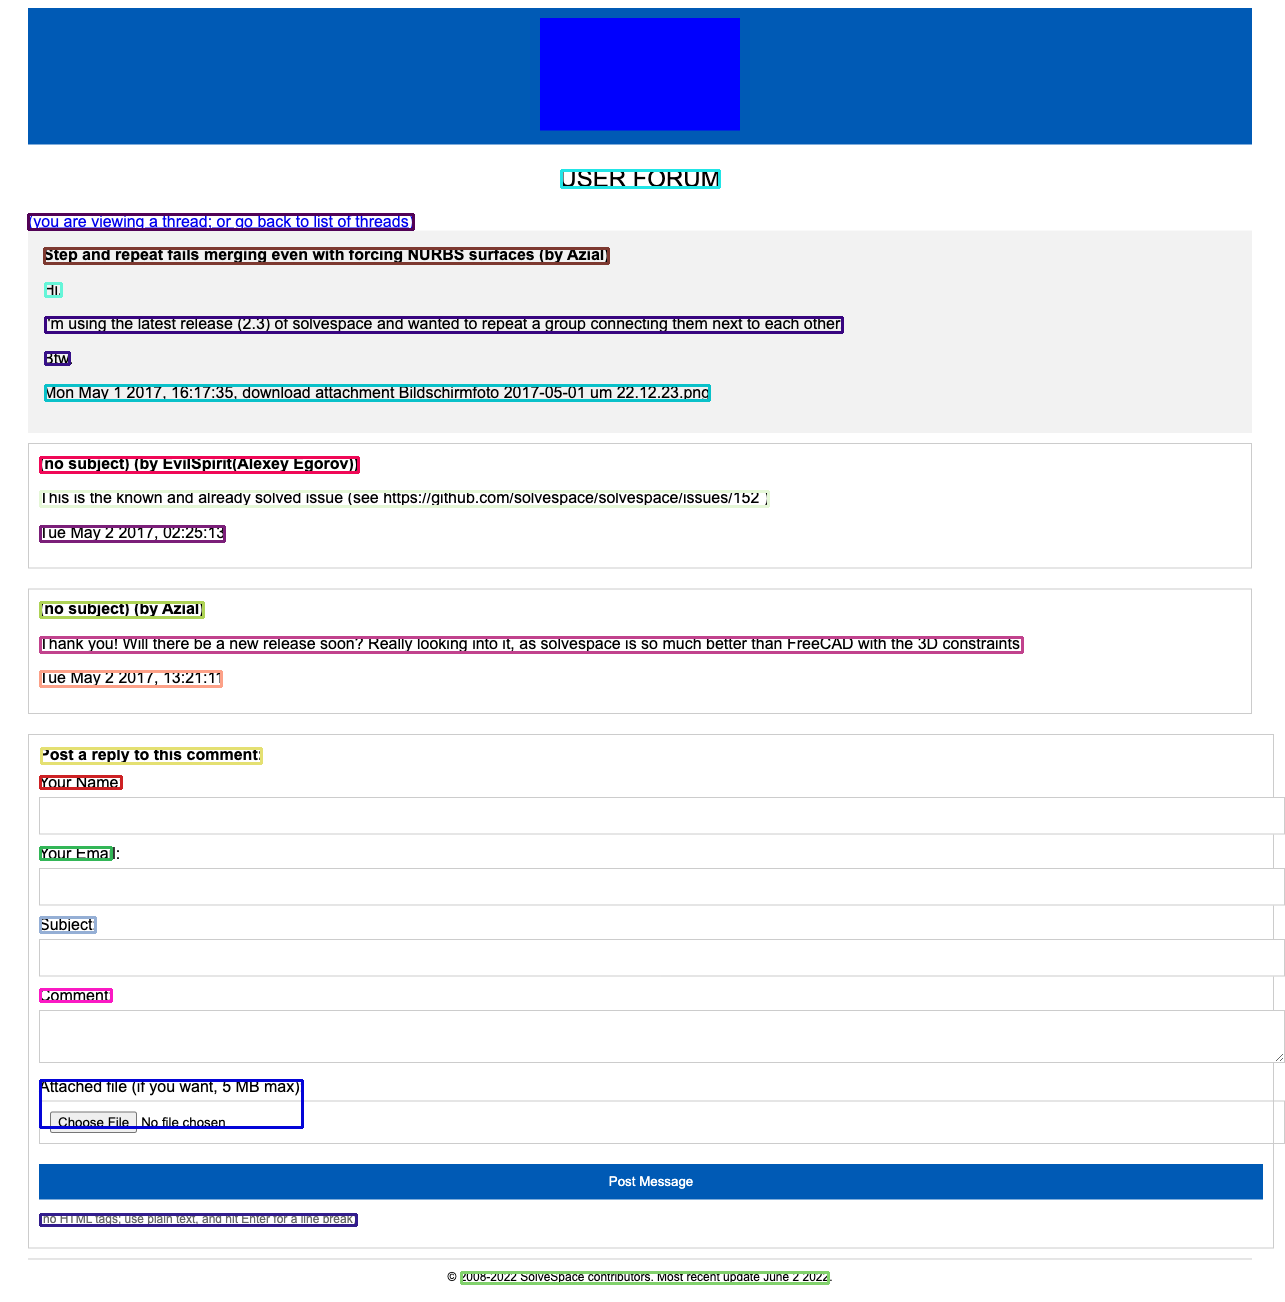 USER FORUM
(you are viewing a thread; or go back to list of threads)
Step and repeat fails merging even with forcing NURBS surfaces (by Azial)
Hi.
I'm using the latest release (2.3) of solvespace and wanted to repeat a group connecting them next to each other
Btw.
Mon May 1 2017, 16:17:35, download attachment Bildschirmfoto 2017-05-01 um 22.12.23.png
(no subject) (by EvilSpirit(Alexey Egorov))
This is the known and already solved issue (see https://github.com/solvespace/solvespace/issues/152 )
Tue May 2 2017, 02:25:13
(no subject) (by Azial)
Thank you! Will there be a new release soon? Really looking into it, as solvespace is so much better than FreeCAD with the 3D constraints
Tue May 2 2017, 13:21:11
Post a reply to this comment:
Your Name:
Your Email:
Subject:
Comment:
Attached file (if you want, 5 MB max):
Choose File No file chosen
Post Message
(no HTML tags; use plain text, and hit Enter for a line break)
© 2008-2022 SolveSpace contributors. Most recent update June 2 2022.